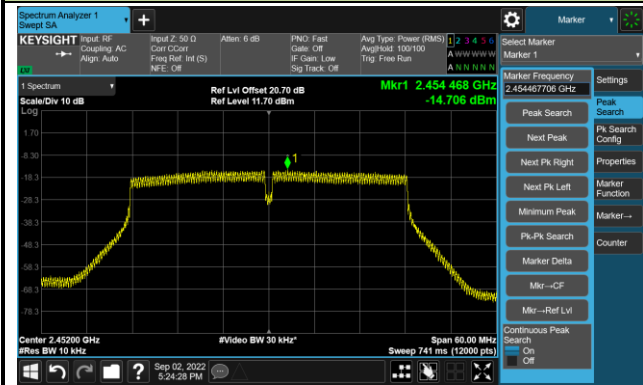 Spectrum Analyzer 1
Swept SA
Marker
KEYSIGHT
Input: RF
Coupling: AC
Align: Auto
Input Z: 50 Ω
Corr CCorr
Freq Ref: Int (S)
NFE: Off
Atten: 6 dB
PNO: Fast
Gate: Off
IF Gain: Low
Sig Track: Off
Avg Type: Power (RMS)
Avg|Hold: 100/100
Trig: Free Run
1 2 3 4 5 6
A W W W W W
A N N N N N
Select Marker
Marker 1
1 Spectrum
Scale/Div 10 dB
Log
Ref Lvl Offset 20.70 dB
Ref Level 11.70 dBm
Mkr1 2.454 468 GHz
-14.706 dBm
Marker Frequency
2.454467706 GHz
Settings
Peak Search
Next Peak
Next Pk Right
Next Pk Left
Minimum Peak
Pk-Pk Search
Marker Delta
Mkr→CF
Mkr→Ref Lvl
Continuous Peak
Search
On
Off
Peak
Search
Pk Search
Config
Properties
Marker
Function
Marker→
Counter
1.70
-8.30
-18.3
-28.3
-38.3
-48.3
-58.3
-68.3
-78.3
1
Center 2.45200 GHz
#Res BW 10 kHz
#Video BW 30 kHz*
Span 60.00 MHz
Sweep 741 ms (12000 pts)
Sep 02, 2022
5:24:28 PM